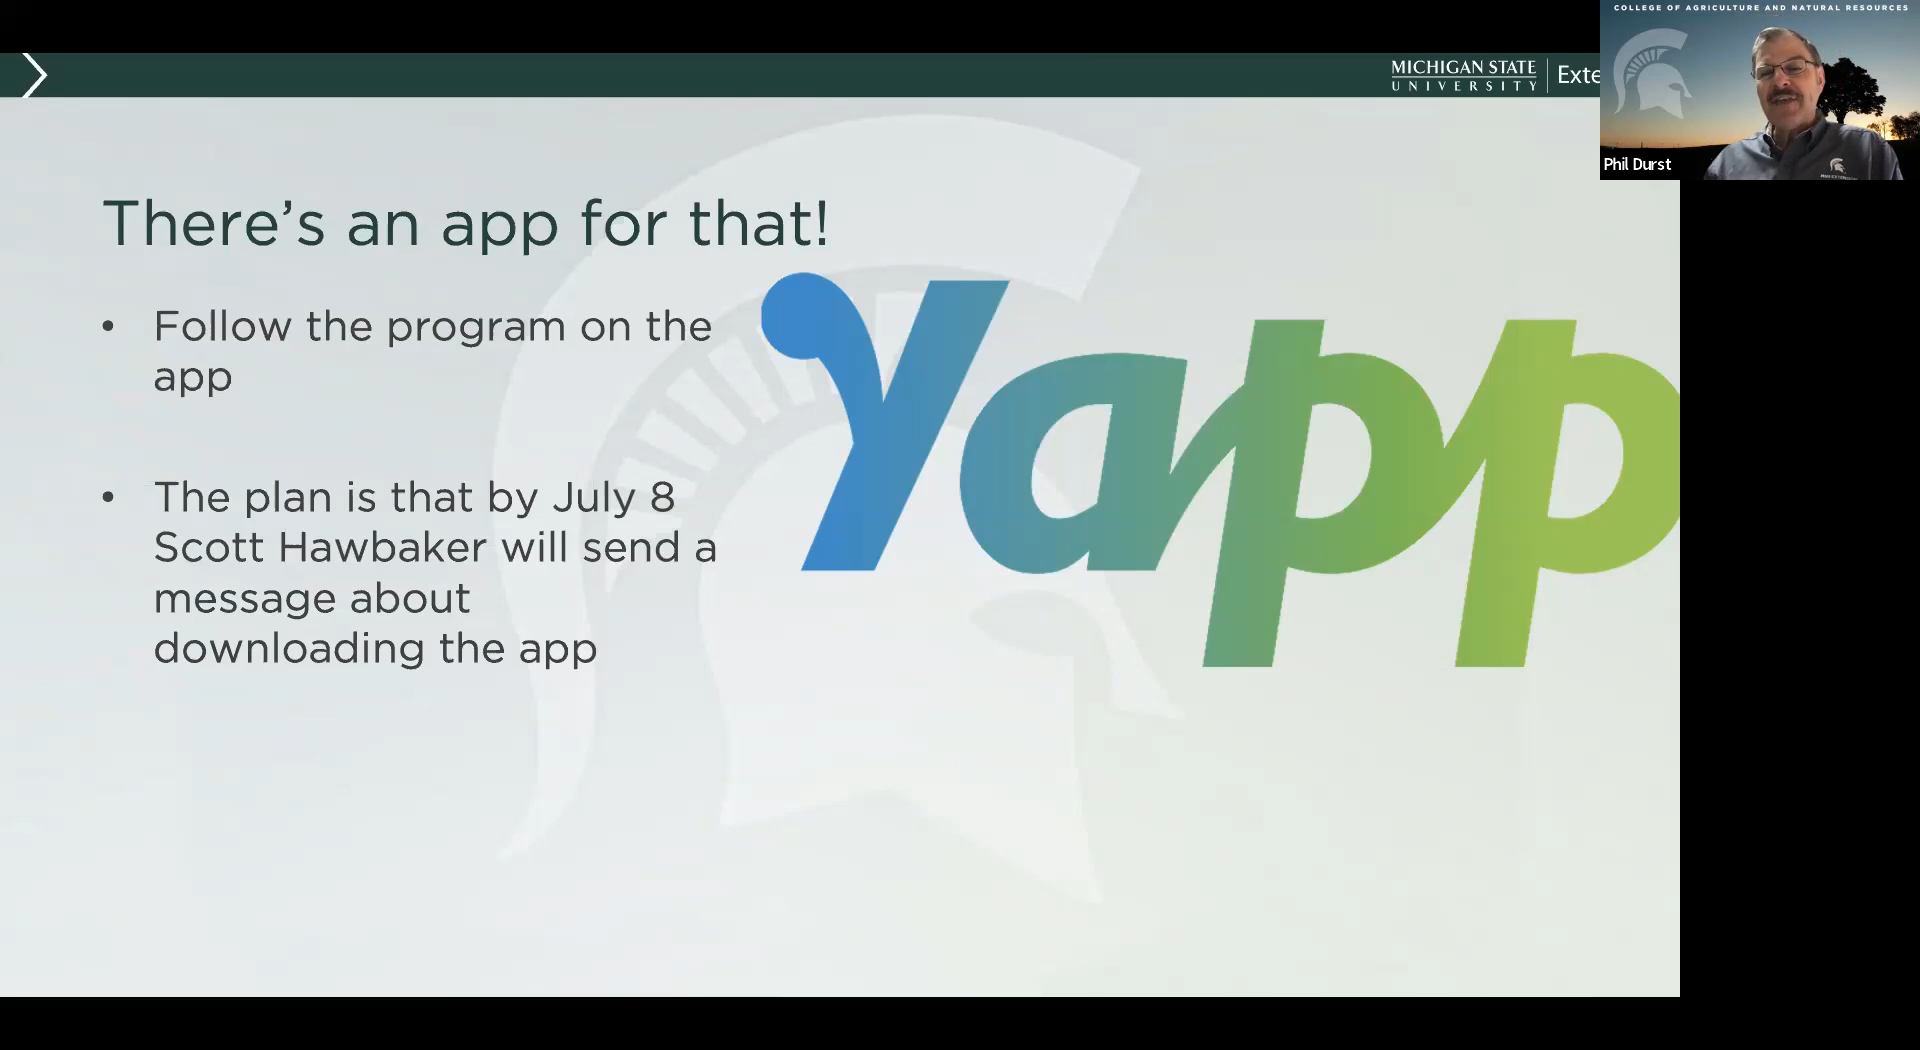 COLLEGE OF AGRICULTURE AND NATURAL RESOURCES
MICHIGAN STATE
UNIVERSITY
Exte
Phil Durst
There’s an app for that!
• Follow the program on the
app
• The plan is that by July 8
Scott Hawbaker will send a
message about
downloading the app
Yapp